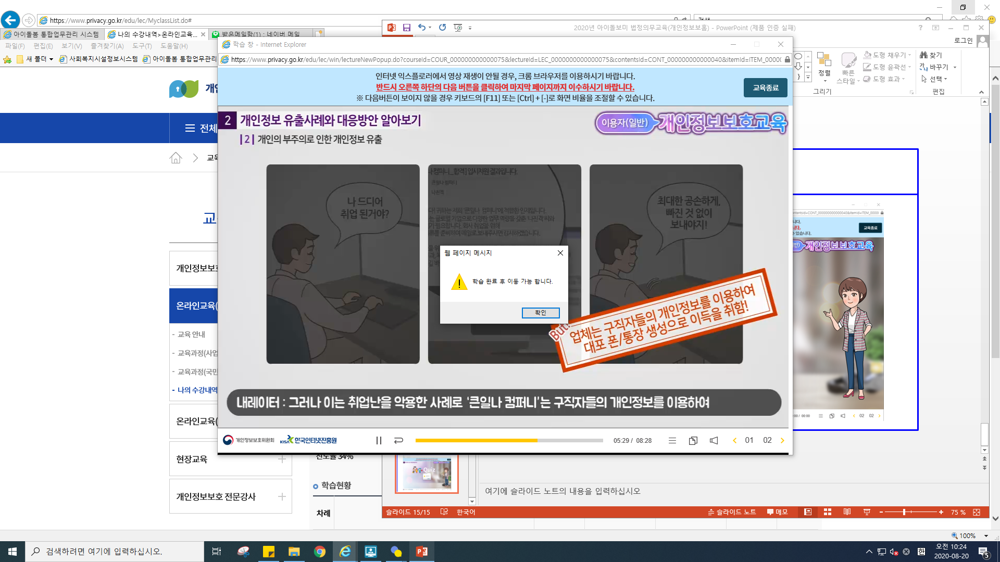 https://www.privacy.go.kr/edu/lec/MyclassList.do#
아이돌봄 통합업무관리 시스템
나의 수강내역>온라인교육...
받은메일함(1) : 네이버 메일
파일(F) 편집(E) 보기(V) 즐겨찾기(A) 도구(T) 도움말(H)
새 폴더
사회복지시설정보시스템
아이돌봄 통합업무관리
2020년 아이돌보미 법정의무교육(개인정보보호홈) - PowerPoint (제품 인증 실패)
로그인
정렬
빠른 스타일
도형 채우기
도형 윤곽선
도형 효과
그리기
찾기
바꾸기
선택
편집
학습 창 - Internet Explorer
https://www.privacy.go.kr/edu/lec/win/lectureNewPopup.do?courseId=COUR_000000000000075&lectureId=LEC_0000000000000075&contentsId=CONT_000000000000040&itemId=ITEM_0000
인터넷 익스플로러에서 영상 재생이 안될 경우, 크롬 브라우저를 이용하시기 바랍니다.
반드시 오른쪽 하단의 다음 버튼을 클릭하여 마지막 페이지까지 이수하시기 바랍니다.
※ 다음버튼이 보이지 않을 경우 키보드의 [F11] 또는 [Ctrl] + [-]로 화면 비율을 조절할 수 있습니다.
교육종료
2 개인정보 유출사례와 대응방안 알아보기
|2| 개인의 부주의로 인한 개인정보 유출
이용자(일반) 개인정보보호교육
나 드디어
취업 된거야?
나 컴퍼니_합격] 입사지원 결과입니다.
큰일나 컴퍼니
나진격
최대한 공손하게,
빠진 것 없이
보내야지!
웹 페이지 메시지
학습 완료 후 이동 가능 합니다.
확인
But!
업체는 구직자들의 개인정보를 이용하여
대포 폰/통장 생성으로 이득을 취함!
내레이터 : 그러나 이는 취업난을 악용한 사례로 '큰일나 컴퍼니'는 구직자들의 개인정보를 이용하여
개인정보보호위원회
KISA 한국인터넷진흥원
05:29 / 08:28
01 02
전체
개인정보보호
온라인교육(
- 교육 안내
- 교육과정(사업
- 교육과정(국민
- 나의 수강내역
온라인교육(
현장교육
개인정보보호 전문강사
진도율 34%
학습현황
차례
교육종료
개인정보보호교육
Quiz
여기에 슬라이드 노트의 내용을 입력하십시오
슬라이드 15/15
한국어
슬라이드 노트
메모
75 %
100%
검색하려면 여기에 입력하십시오.
한
오전 10:24
2020-08-20
5